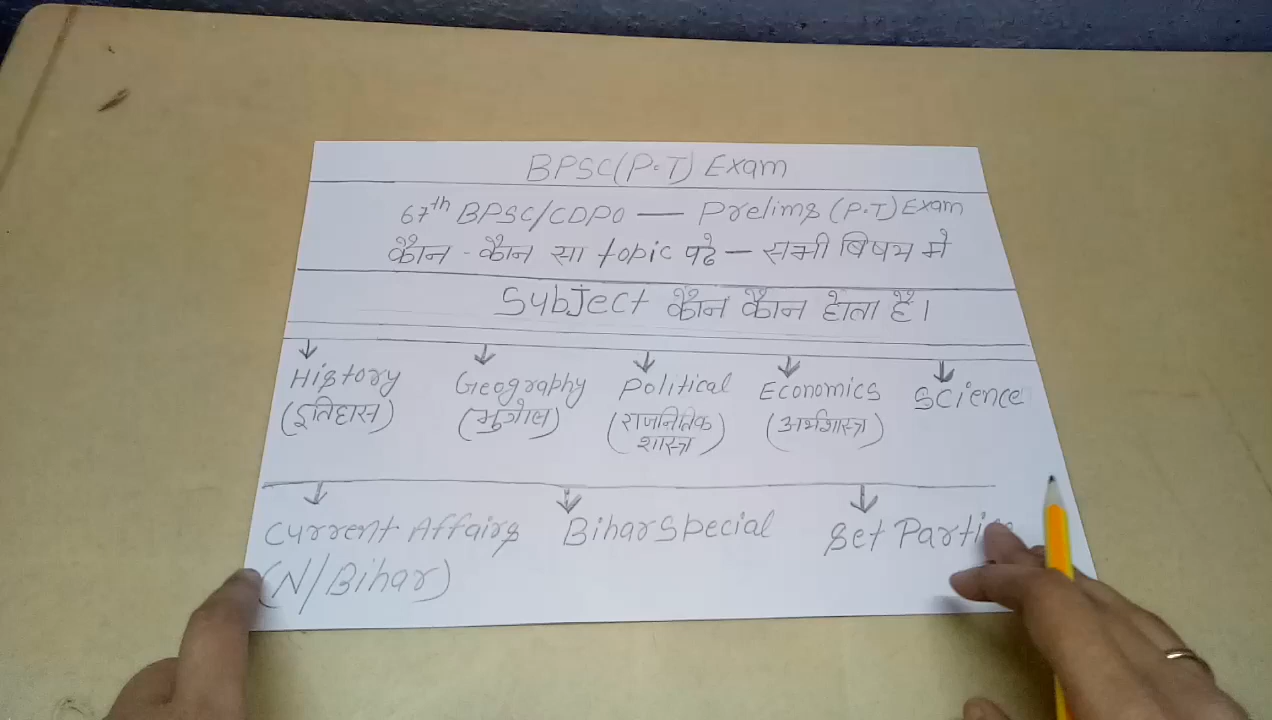 BPSC(P.T) Exam
67th BPSC/CDPO — Prelims (P.T) Exam
कौन - कौन सा topic पढे – सभी बिषय मे
Subject कौन कौन होता है।
History Geography Political Economics Science
(इतिहास) (भुगोल) (राजनितिक शास्त्र) (अर्थशास्त्र)
Current Affairs Bihar Special Set
(N/Bihar)